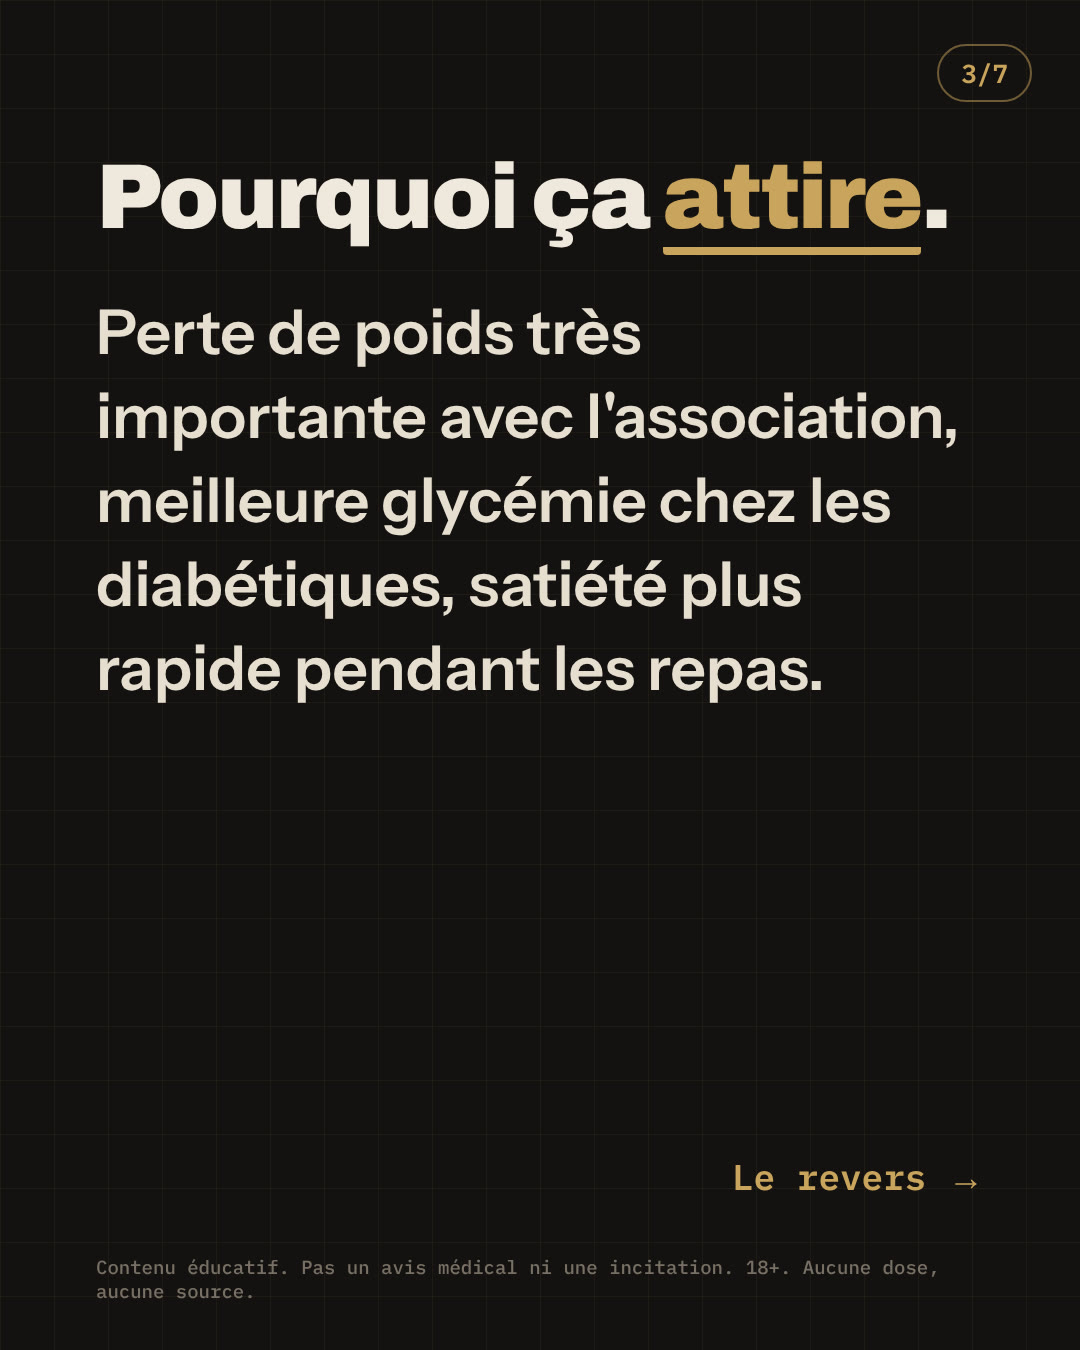 3/7
Pourquoi ça attire.
Perte de poids très
importante avec l'association,
meilleure glycémie chez les
diabétiques, satiété plus
rapide pendant les repas.
Le revers →
Contenu éducatif. Pas un avis médical ni une incitation. 18+. Aucune dose,
aucune source.